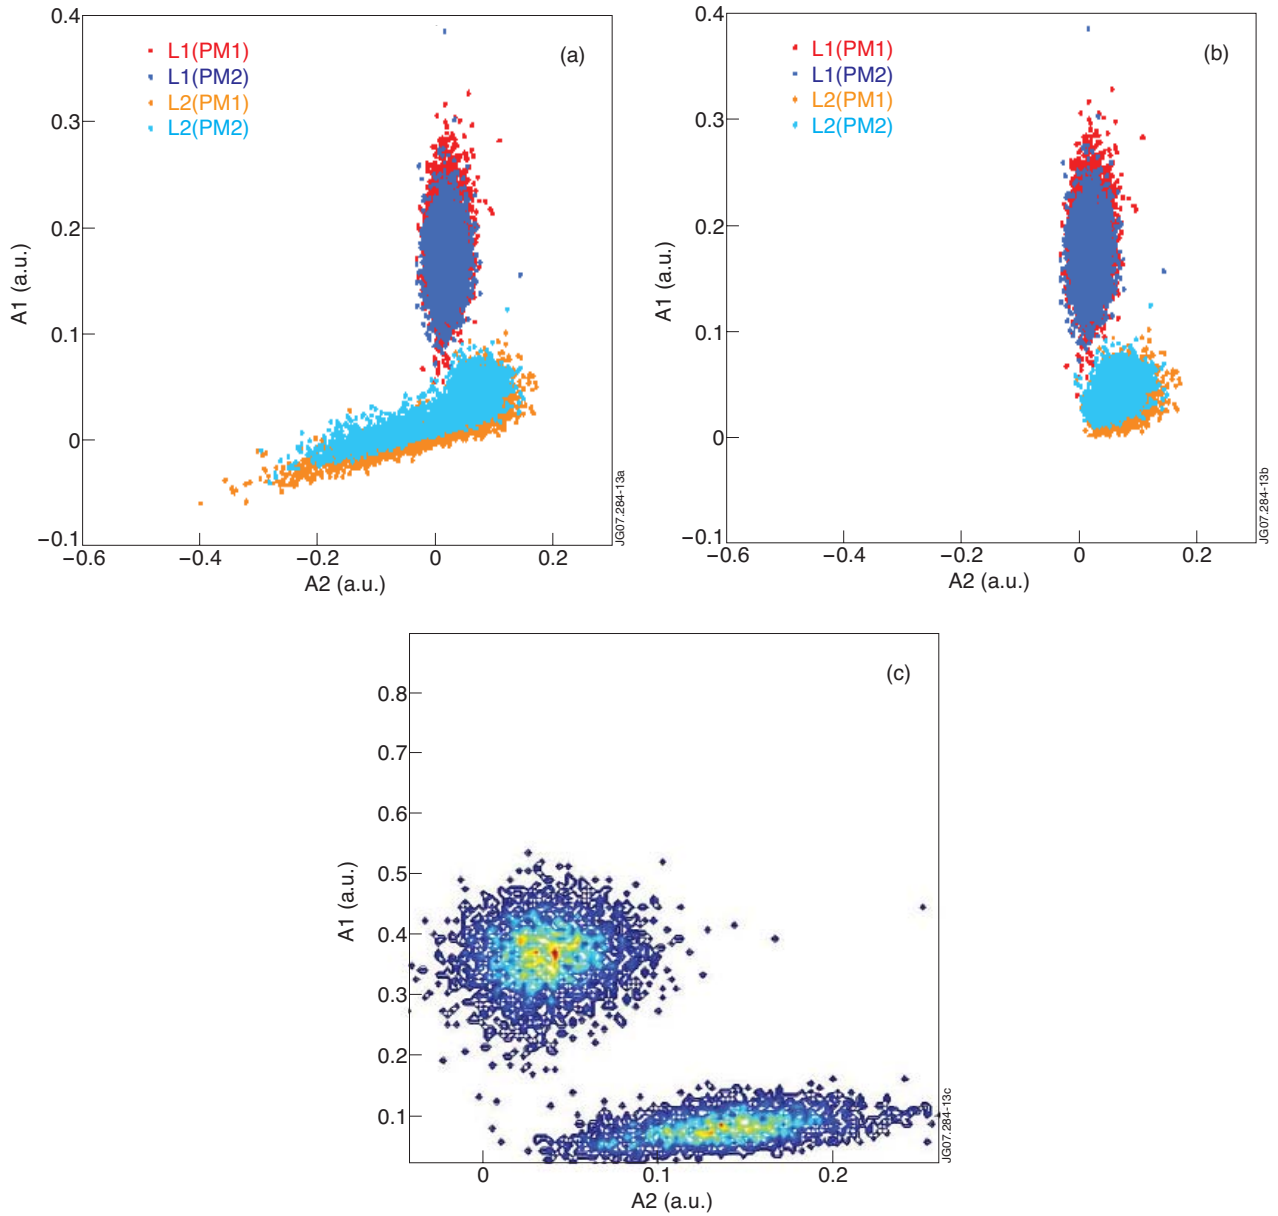 0.4
0.3
0.2
0.1
0
−0.1
A1 (a.u.)
L1(PM1)
L1(PM2)
L2(PM1)
L2(PM2)
(a)
−0.6
−0.4
−0.2
0
0.2
A2 (a.u.)
JG07.284-13a
0.4
0.3
0.2
0.1
0
−0.1
A1 (a.u.)
L1(PM1)
L1(PM2)
L2(PM1)
L2(PM2)
(b)
−0.6
−0.4
−0.2
0
0.2
A2 (a.u.)
JG07.284-13b
(c)
0.8
0.7
0.6
0.5
0.4
0.3
0.2
0.1
A1 (a.u.)
0
0.1
0.2
A2 (a.u.)
JG07.284-13c